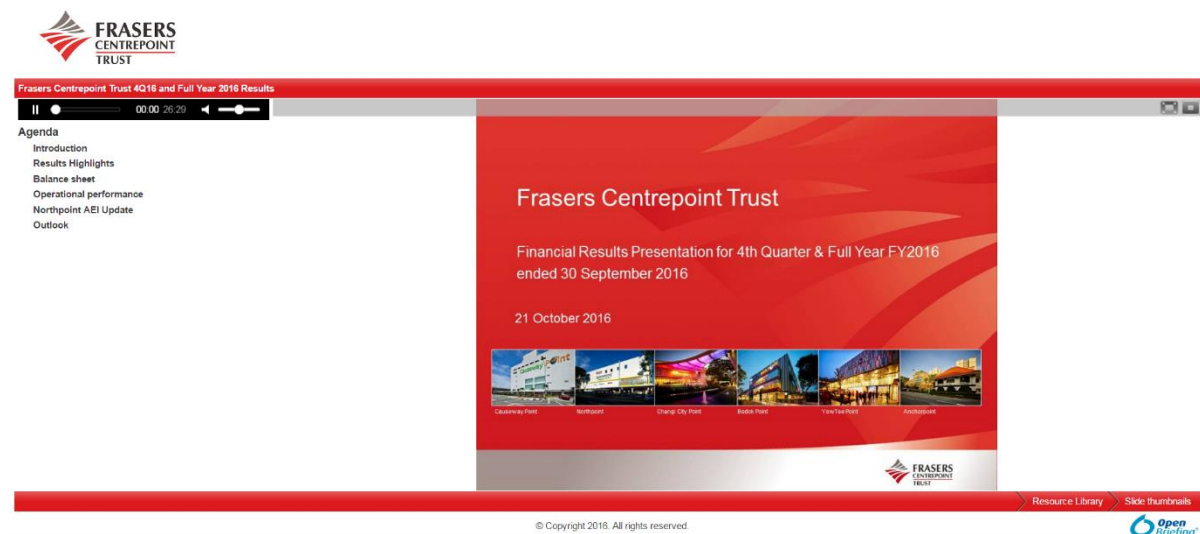 FRASERS
CENTREPOINT
TRUST
Frasers Centrepoint Trust 4Q16 and Full Year 2016 Results
00:00 26:29
Agenda
Introduction
Results Highlights
Balance sheet
Operational performance
Northpoint AEI Update
Outlook
Frasers Centrepoint Trust
Financial Results Presentation for 4th Quarter & Full Year FY2016
ended 30 September 2016
21 October 2016
Causeway Point
Causeway Point Northpoint Changi City Point Bedok Point YewTee Point Anchorpoint
FRASERS
CENTREPOINT
TRUST
Resource Library Slide thumbnails
© Copyright 2016. All rights reserved.
Open
Briefing